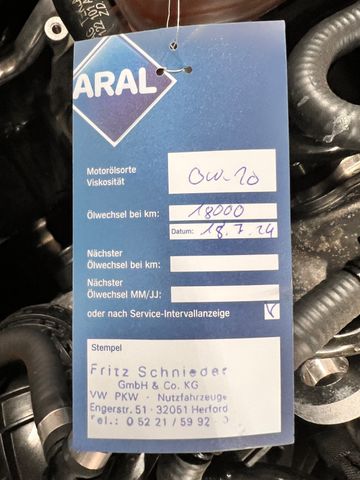 ARAL
Motorölsorte
Viskosität
0W-20
Ölwechsel bei km:
18000
Datum:
18.7.24
Nächster
Ölwechsel bei km:
Nächster
Ölwechsel MM/JJ:
oder nach Service-Intervallanzeige
Stempel
Fritz Schnieder
GmbH & Co. KG
VW PKW · Nutzfahrzeuge
Engerstr. 51 · 32051 Herford
Tel.: 0 52 21 / 59 92 -